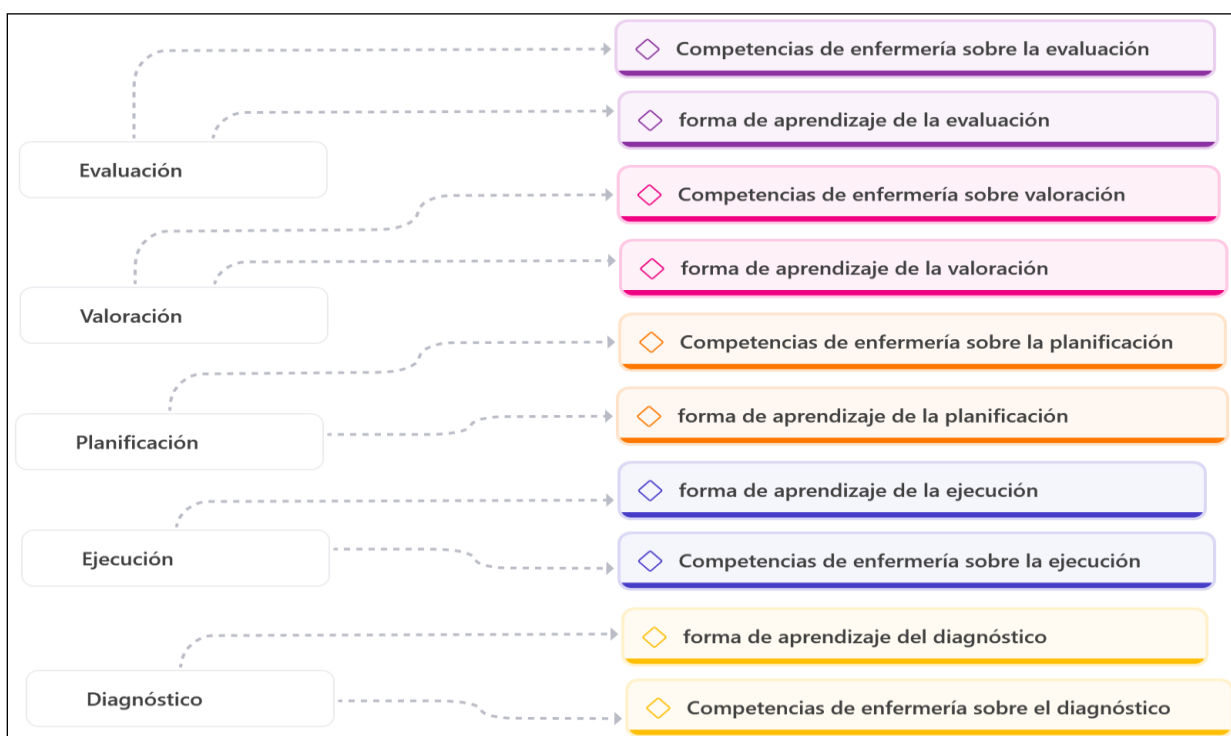 Competencias de enfermería sobre la evaluación
forma de aprendizaje de la evaluación
Evaluación
Competencias de enfermería sobre valoración
forma de aprendizaje de la valoración
Valoración
Competencias de enfermería sobre la planificación
forma de aprendizaje de la planificación
Planificación
forma de aprendizaje de la ejecución
Ejecución
Competencias de enfermería sobre la ejecución
forma de aprendizaje del diagnóstico
Diagnóstico
Competencias de enfermería sobre el diagnóstico